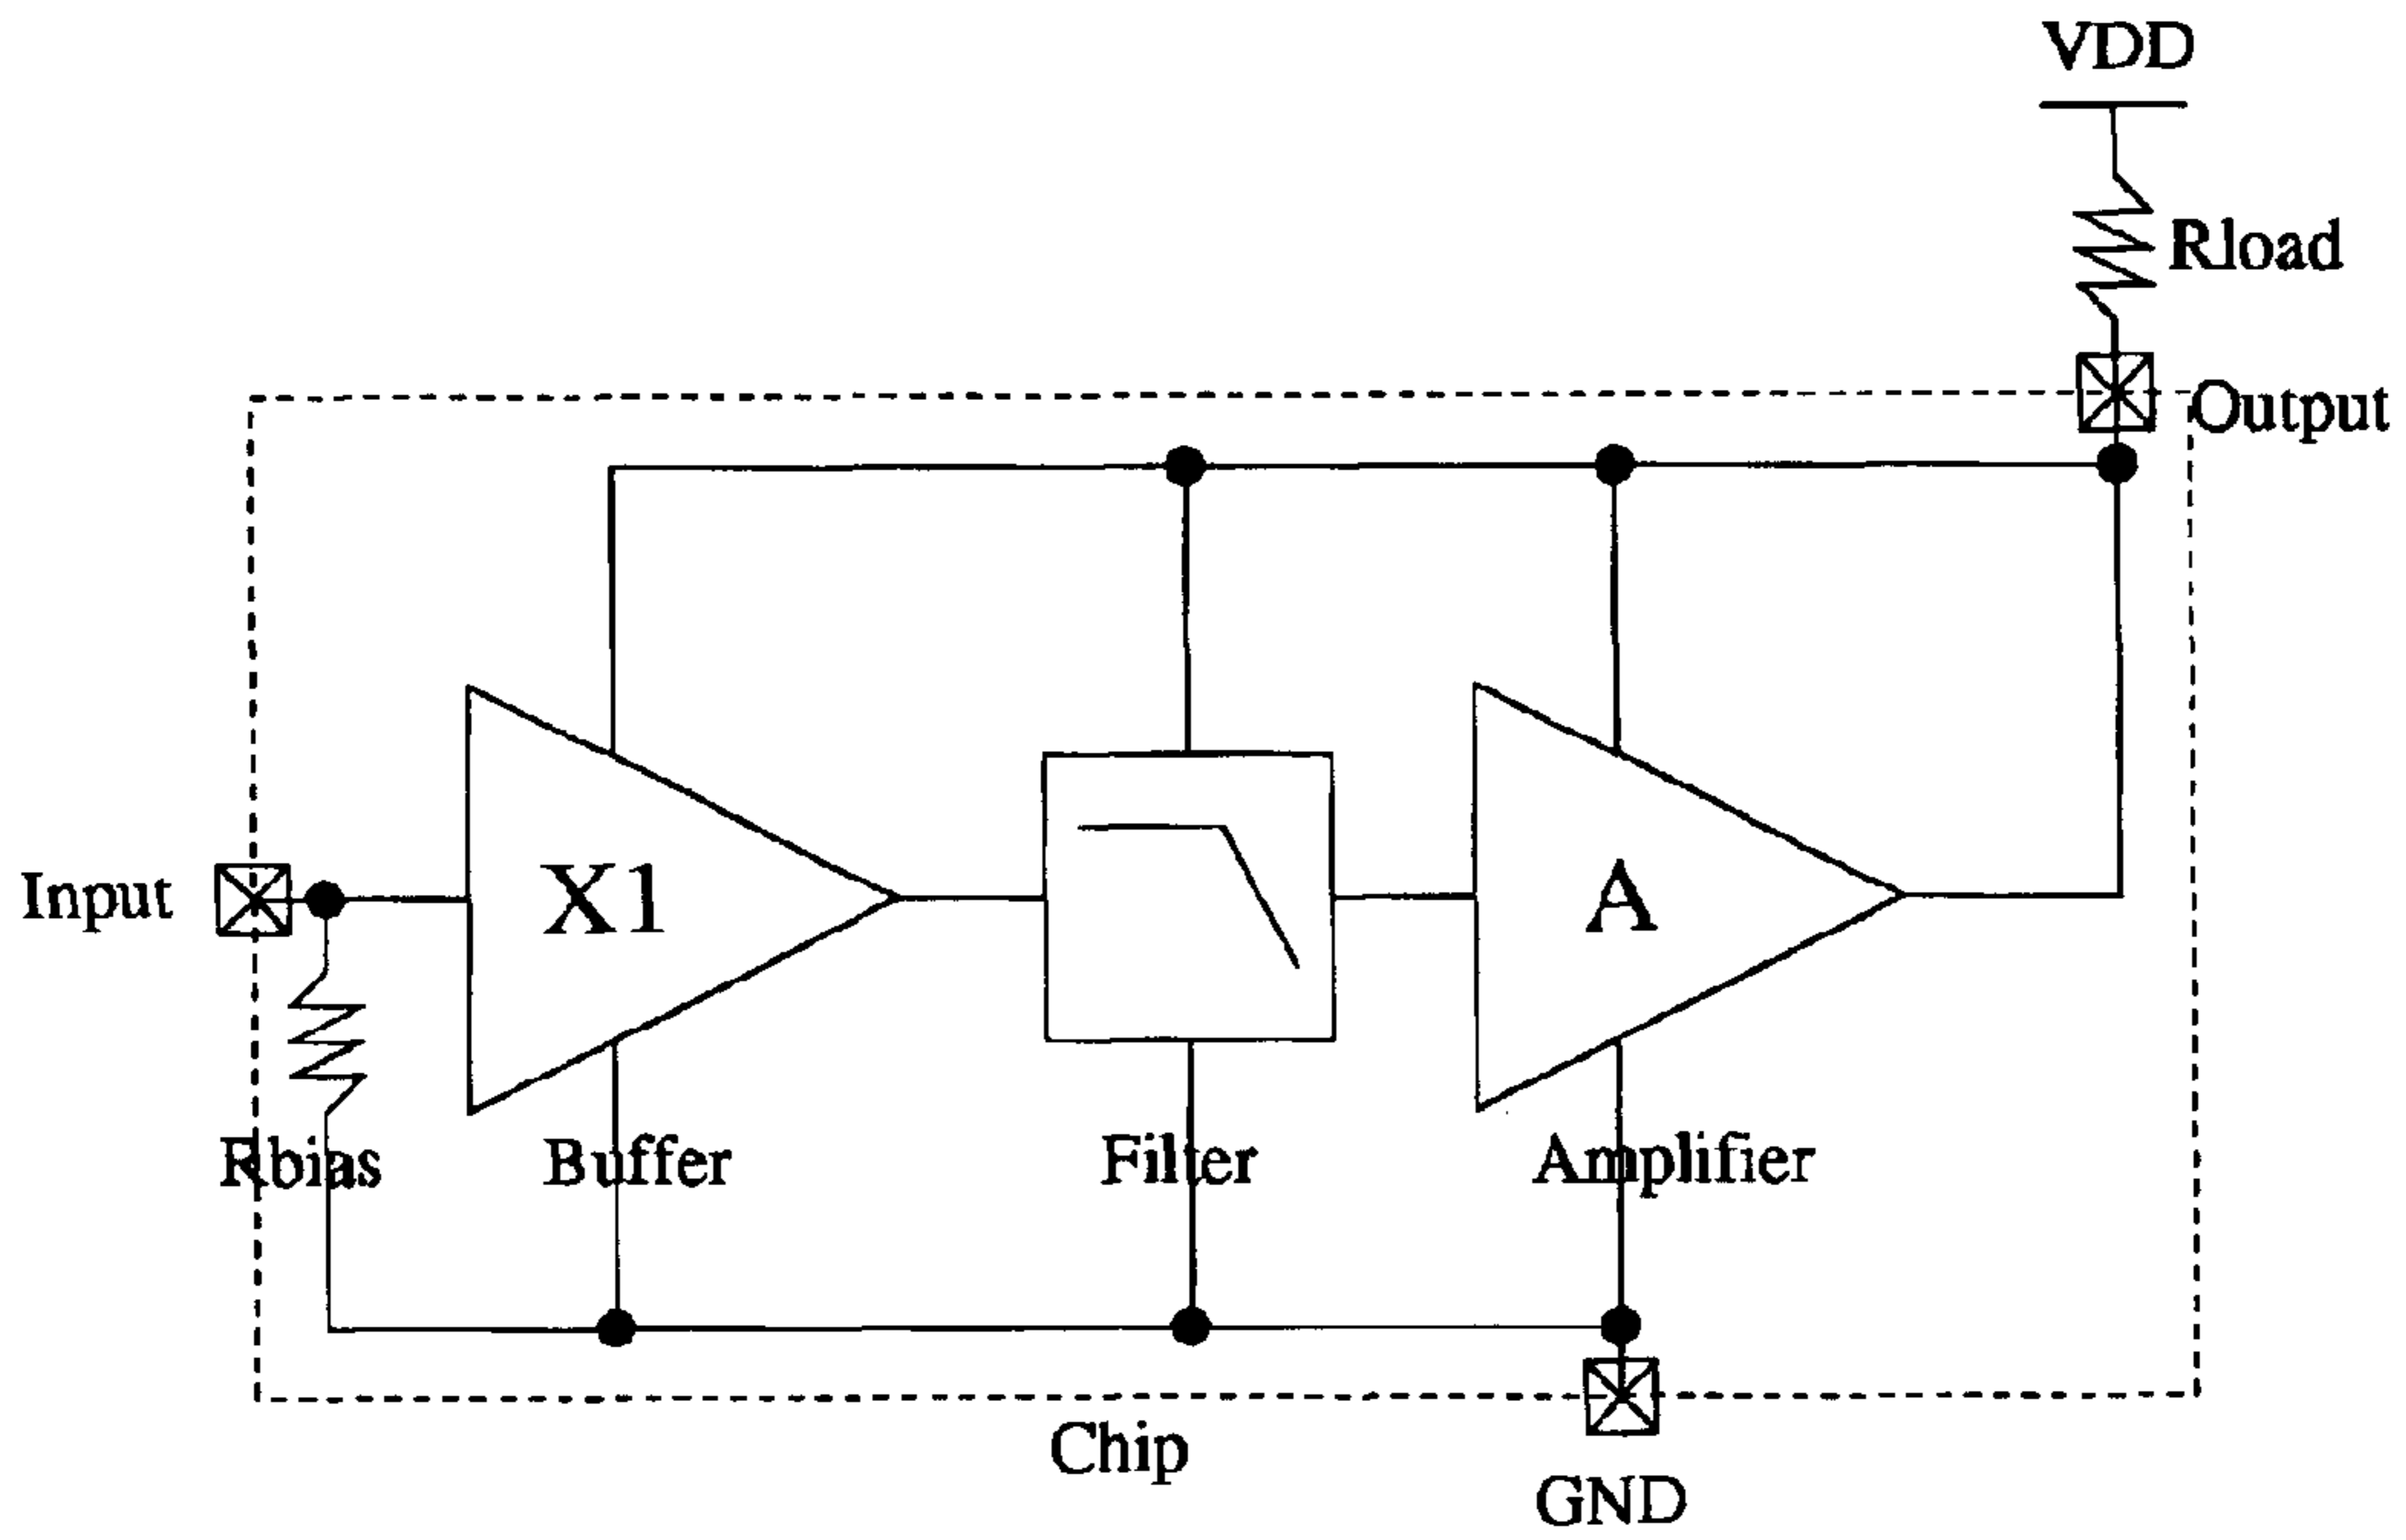 VDD
Rload
Output
Input
X1
A
Rbias
Buffer
Filter
Amplifier
Chip
GND